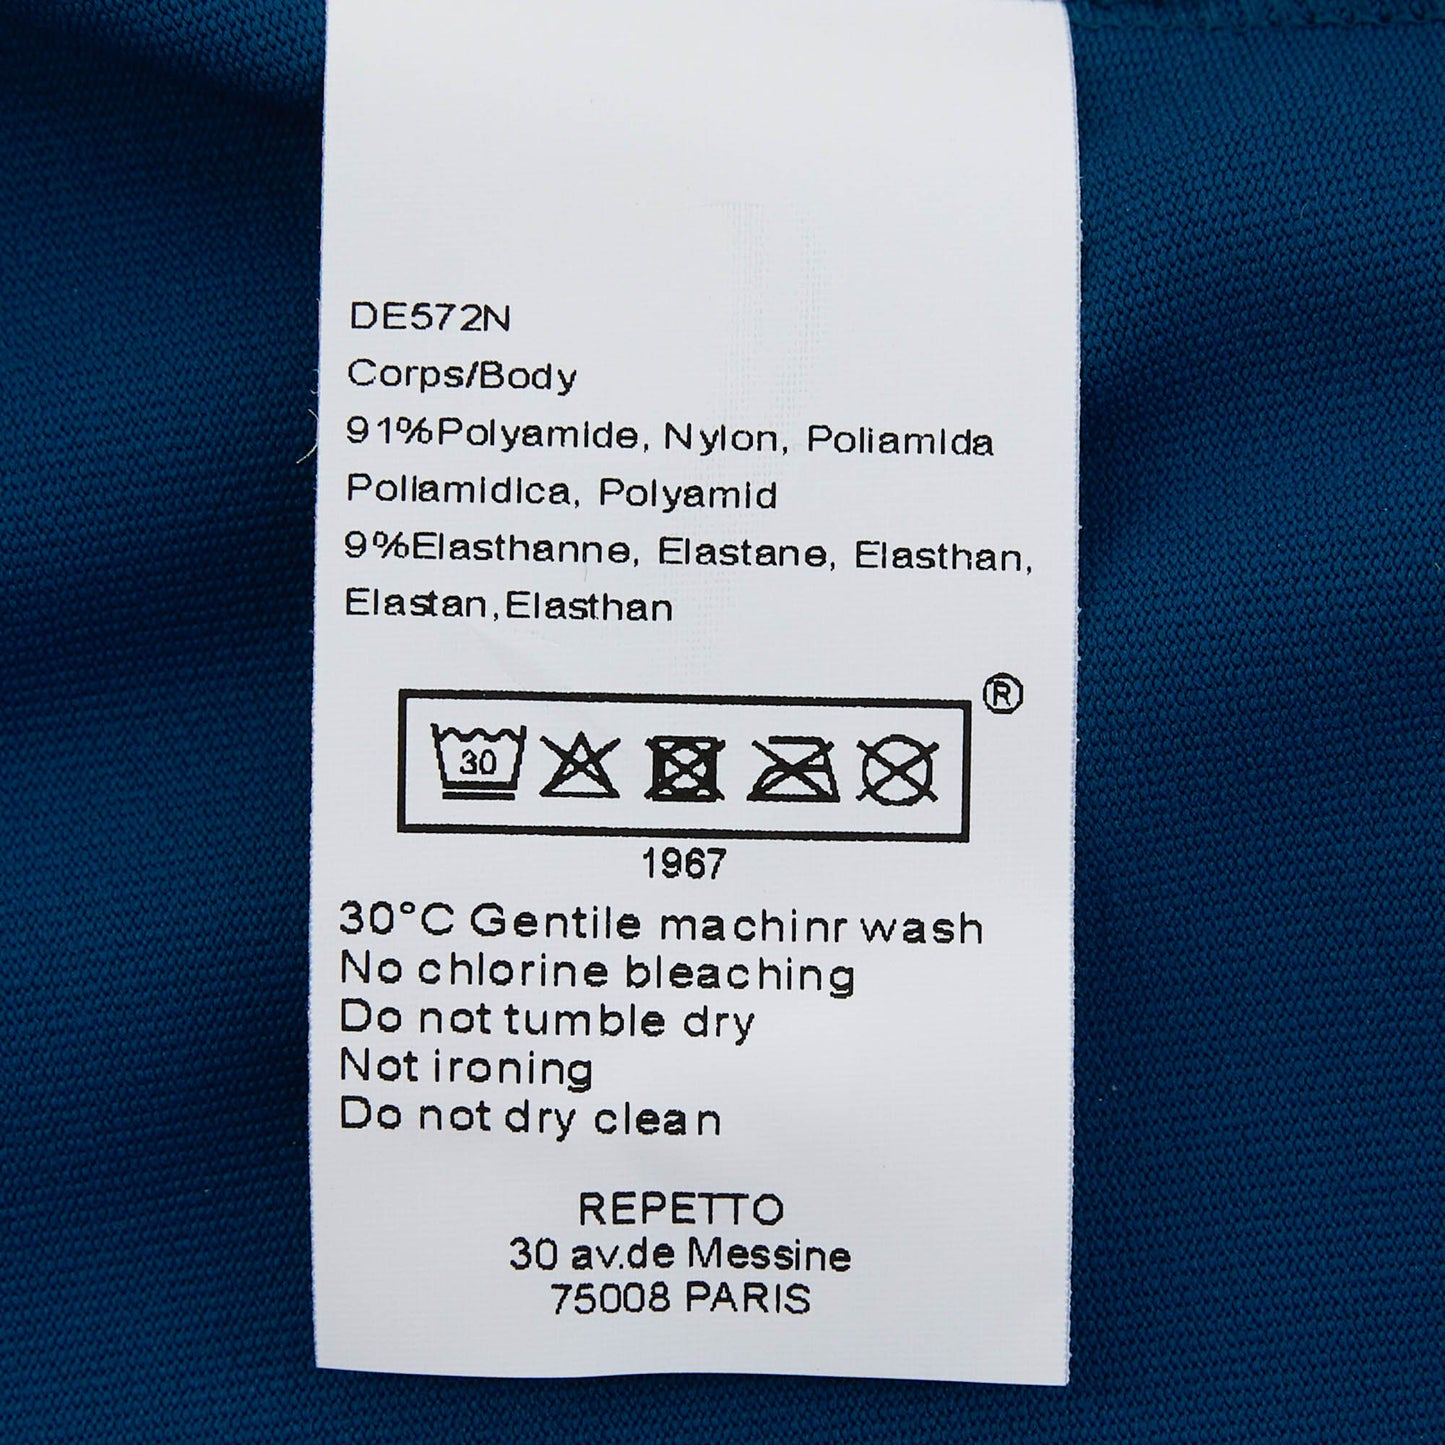 DE572N
Corps/Body
91%Polyamide, Nylon, Poliamida
Poliamidica, Polyamid
9%Elasthanne, Elastane, Elasthan,
Elastan,Elasthan
®
30
1967
30°C Gentile machinr wash
No chlorine bleaching
Do not tumble dry
Not ironing
Do not dry clean
REPETTO
30 av.de Messine
75008 PARIS